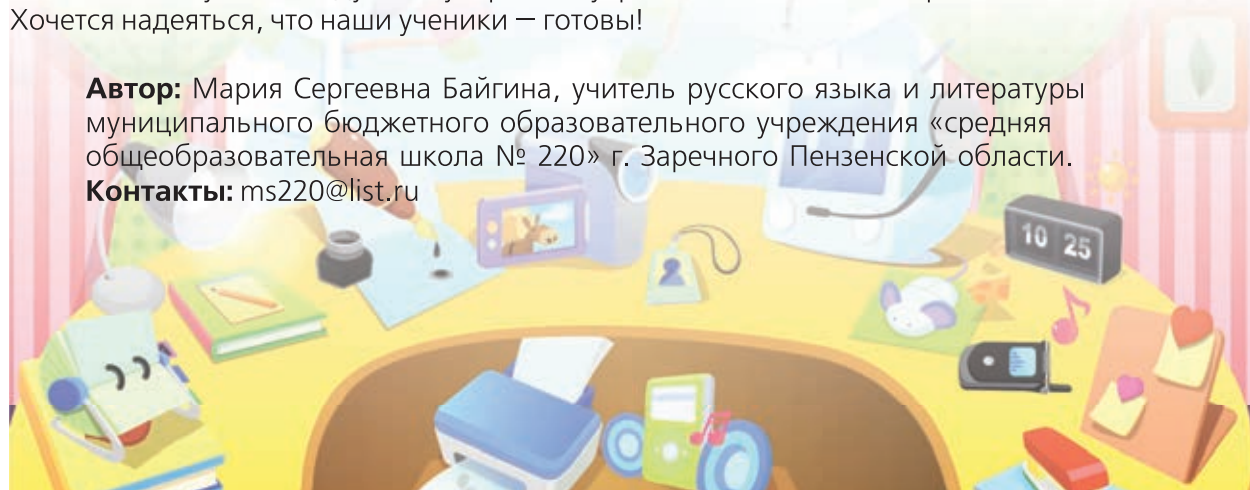 Хочется надеяться, что наши ученики — готовы!
Автор: Мария Сергеевна Байгина, учитель русского языка и литературы
муниципального бюджетного образовательного учреждения «средняя
общеобразовательная школа № 220» г. Заречного Пензенской области.
Контакты: ms220@list.ru
10 25